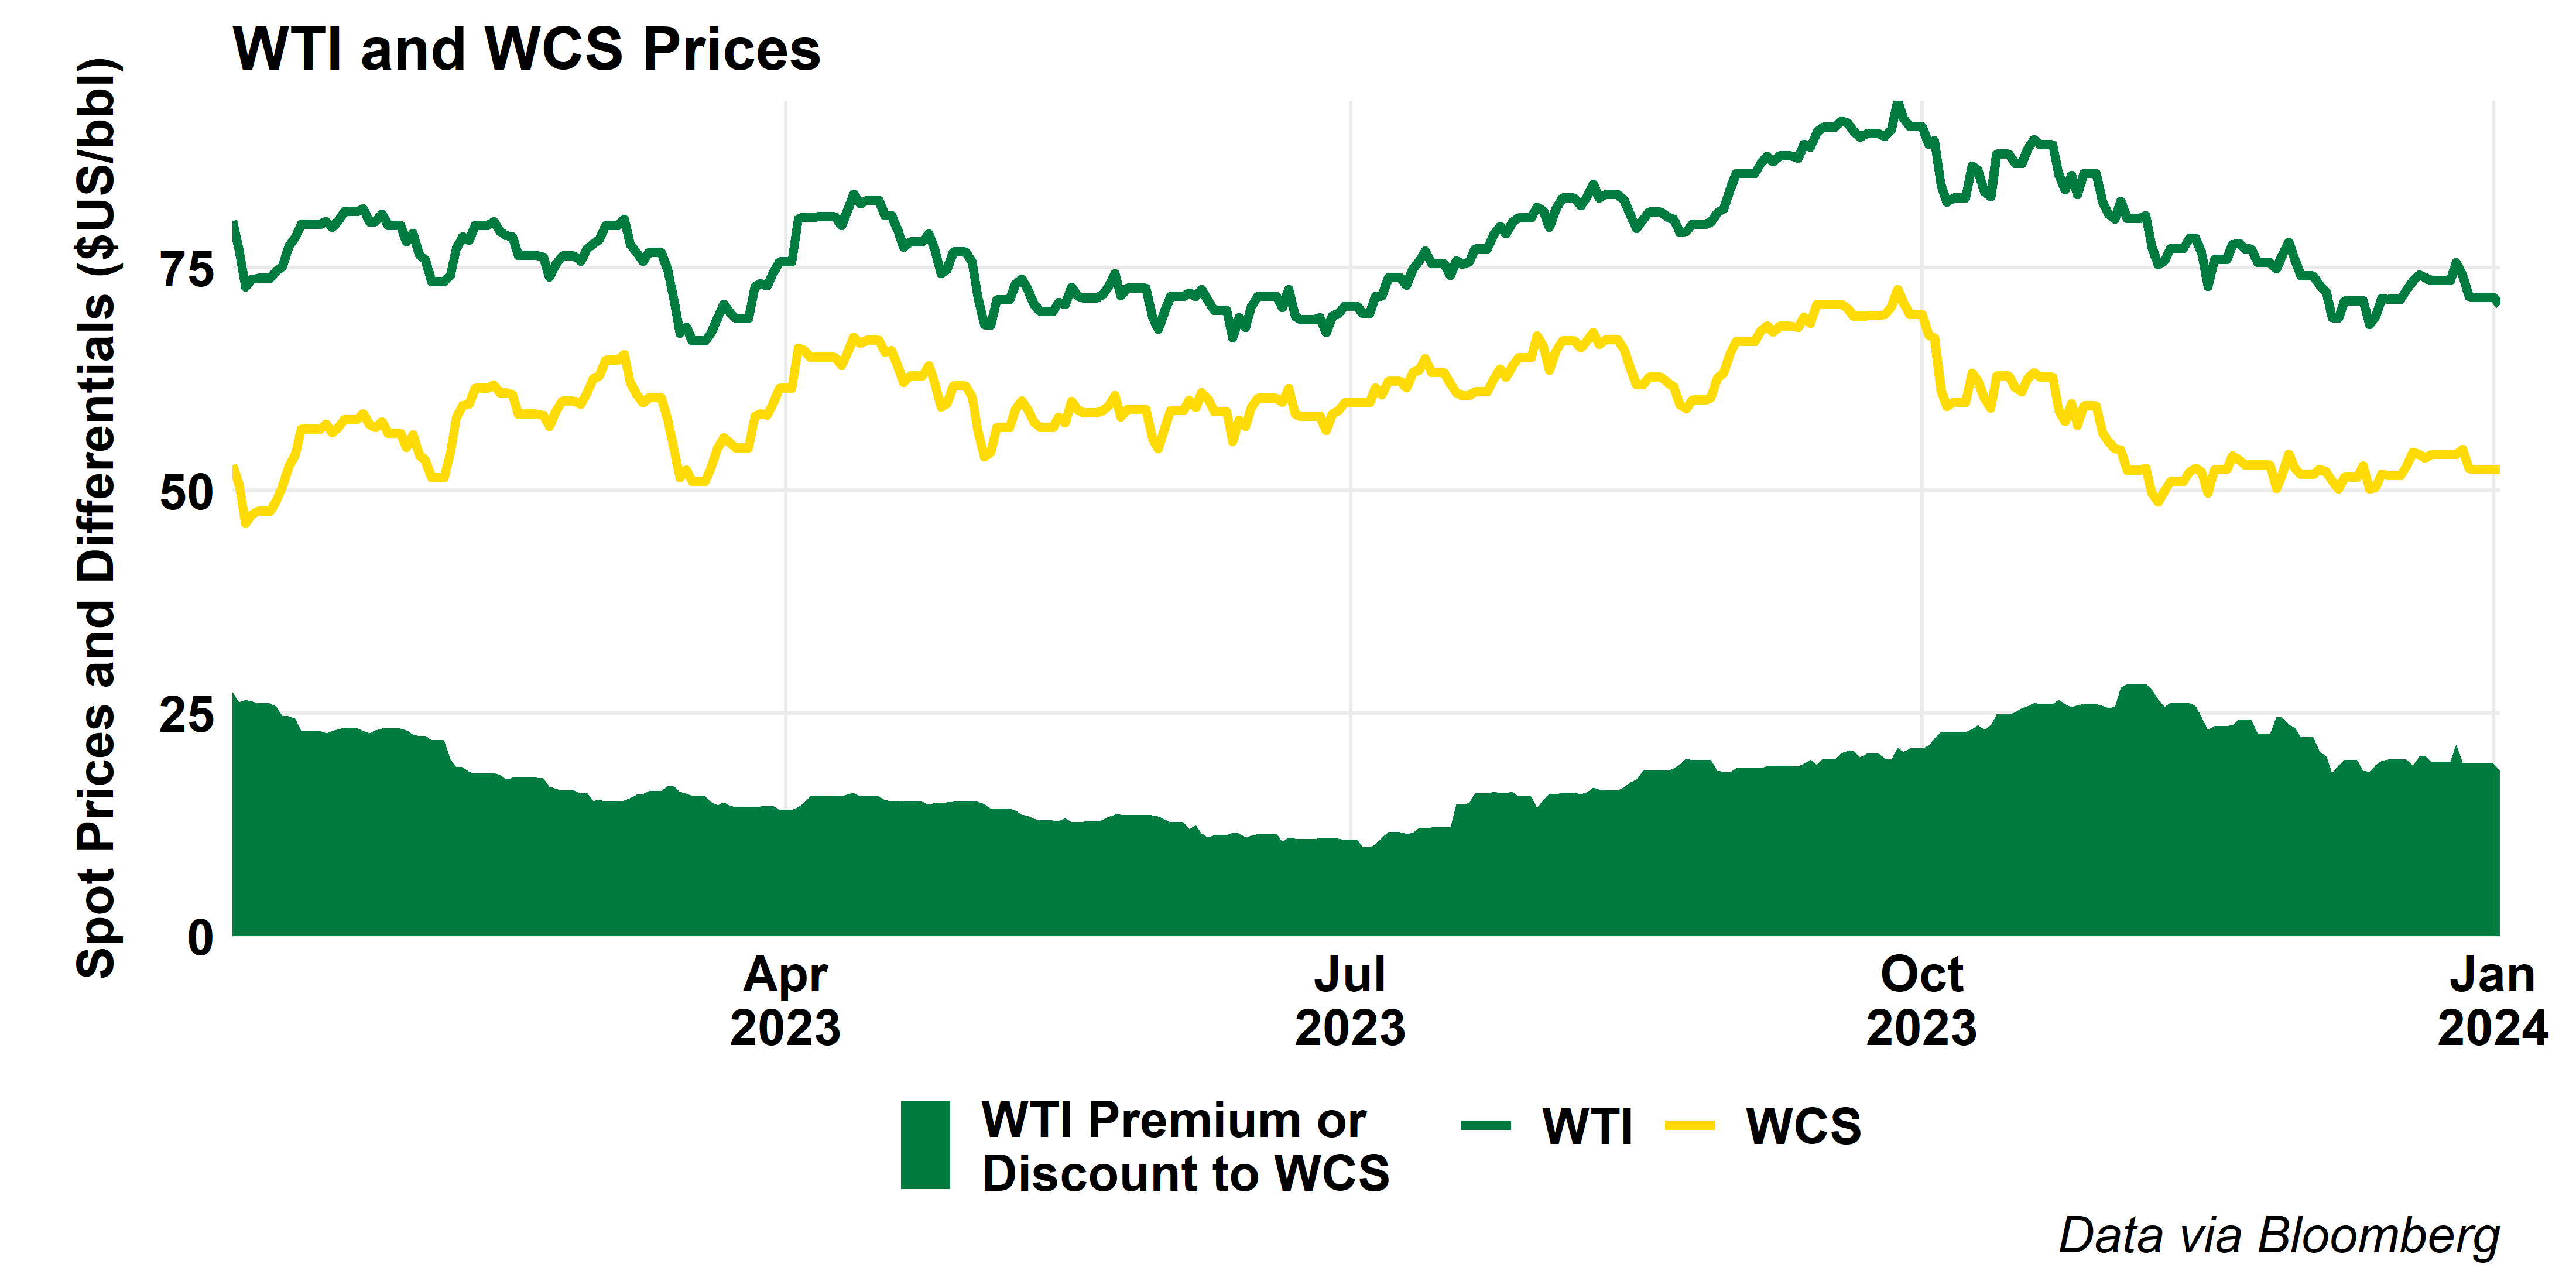 WTI and WCS Prices
Spot Prices and Differentials ($US/bbl)
75
50
25
0
Apr
2023
Jul
2023
Oct
2023
Jan
2024
WTI Premium or
Discount to WCS
WTI
WCS
Data via Bloomberg